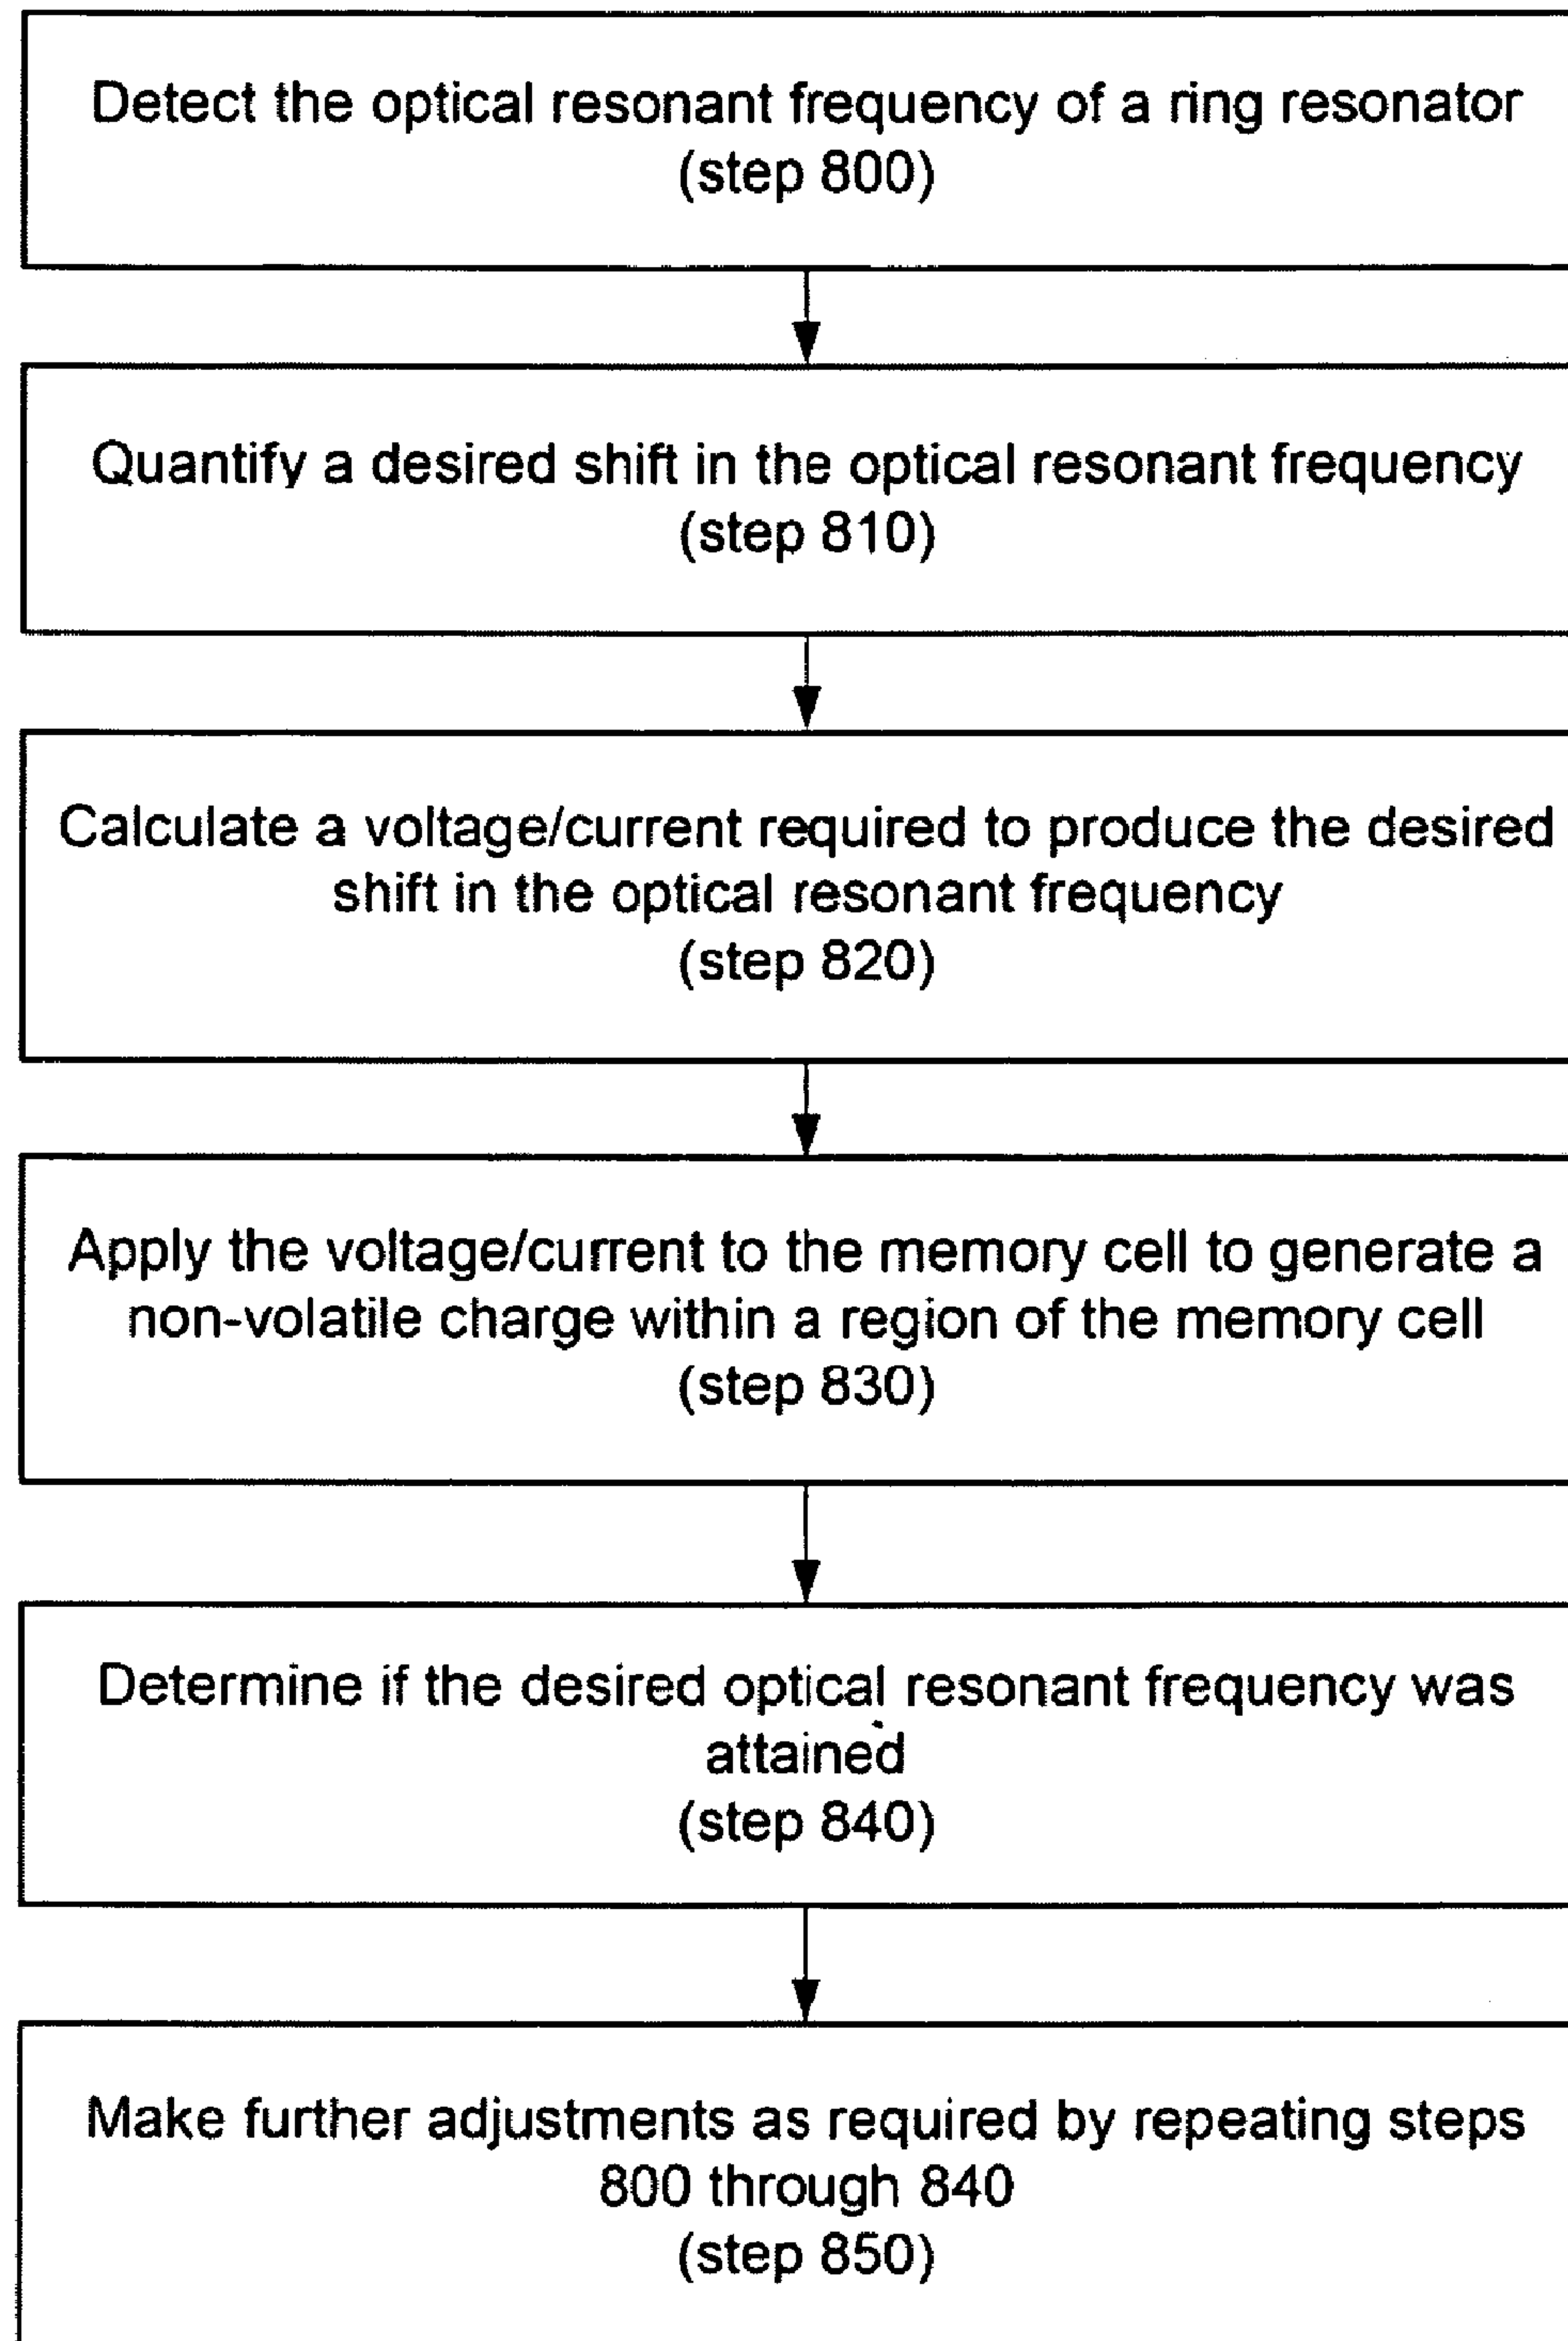 Detect the optical resonant frequency of a ring resonator
(step 800)
Quantify a desired shift in the optical resonant frequency
(step 810)
Calculate a voltage/current required to produce the desired
shift in the optical resonant frequency
(step 820)
Apply the voltage/current to the memory cell to generate a
non-volatile charge within a region of the memory cell
(step 830)
Determine if the desired optical resonant frequency was
attained
(step 840)
Make further adjustments as required by repeating steps
800 through 840
(step 850)